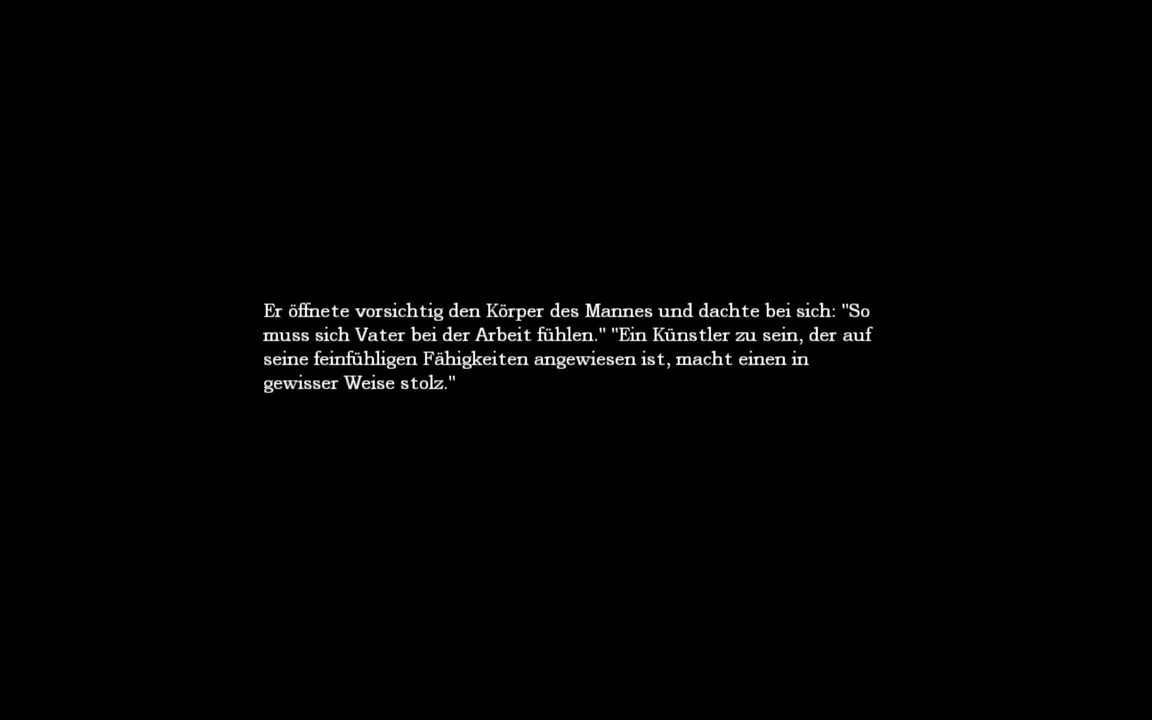 Er öffnete vorsichtig den Körper des Mannes und dachte bei sich: "So
muss sich Vater bei der Arbeit fühlen." "Ein Künstler zu sein, der auf
seine feinfühligen Fähigkeiten angewiesen ist, macht einen in
gewisser Weise stolz."